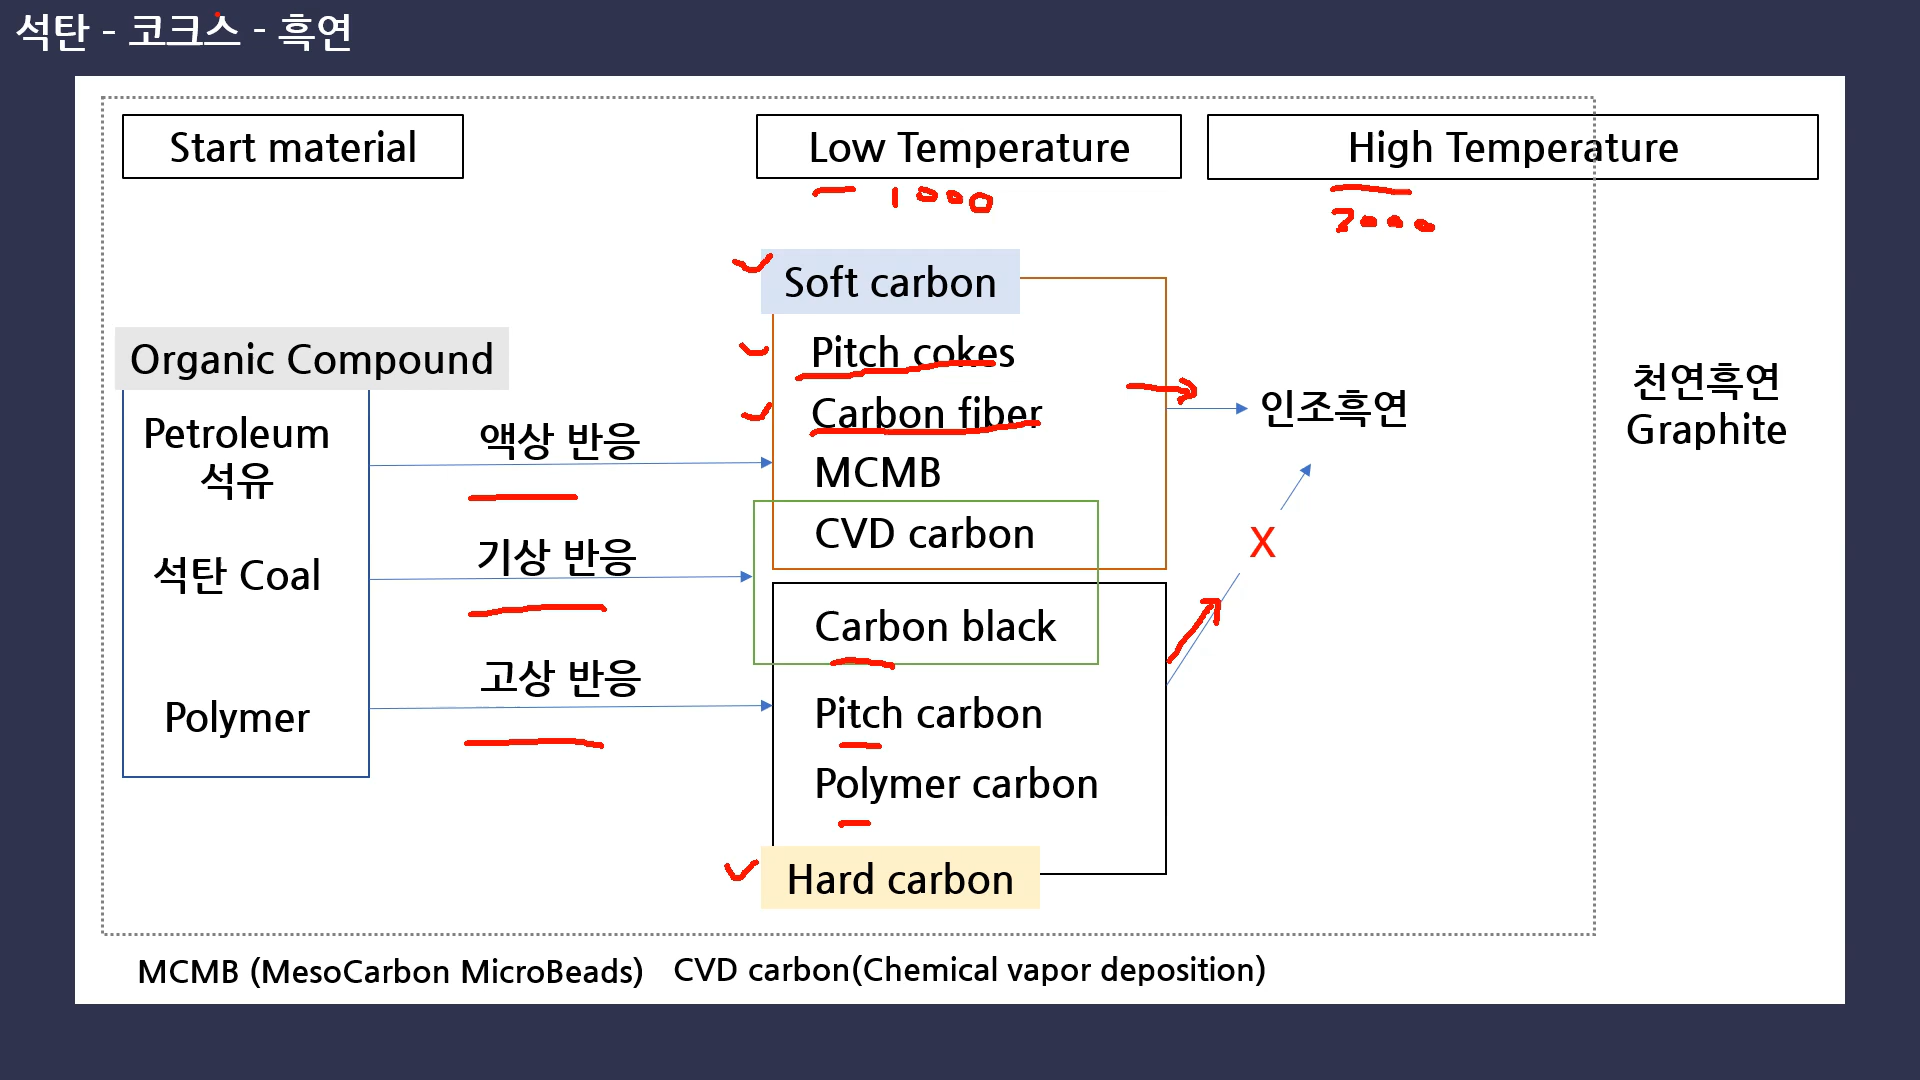 석탄 - 코크스 - 흑연
Start material
Low Temperature
High Temperature
1000
Soft carbon
Organic Compound
Petroleum
석유
석탄 Coal
Polymer
액상 반응
기상 반응
고상 반응
Pitch cokes
Carbon fiber
MCMB
CVD carbon
Carbon black
Pitch carbon
Polymer carbon
Hard carbon
인조흑연
X
천연흑연
Graphite
MCMB (MesoCarbon MicroBeads)
CVD carbon(Chemical vapor deposition)